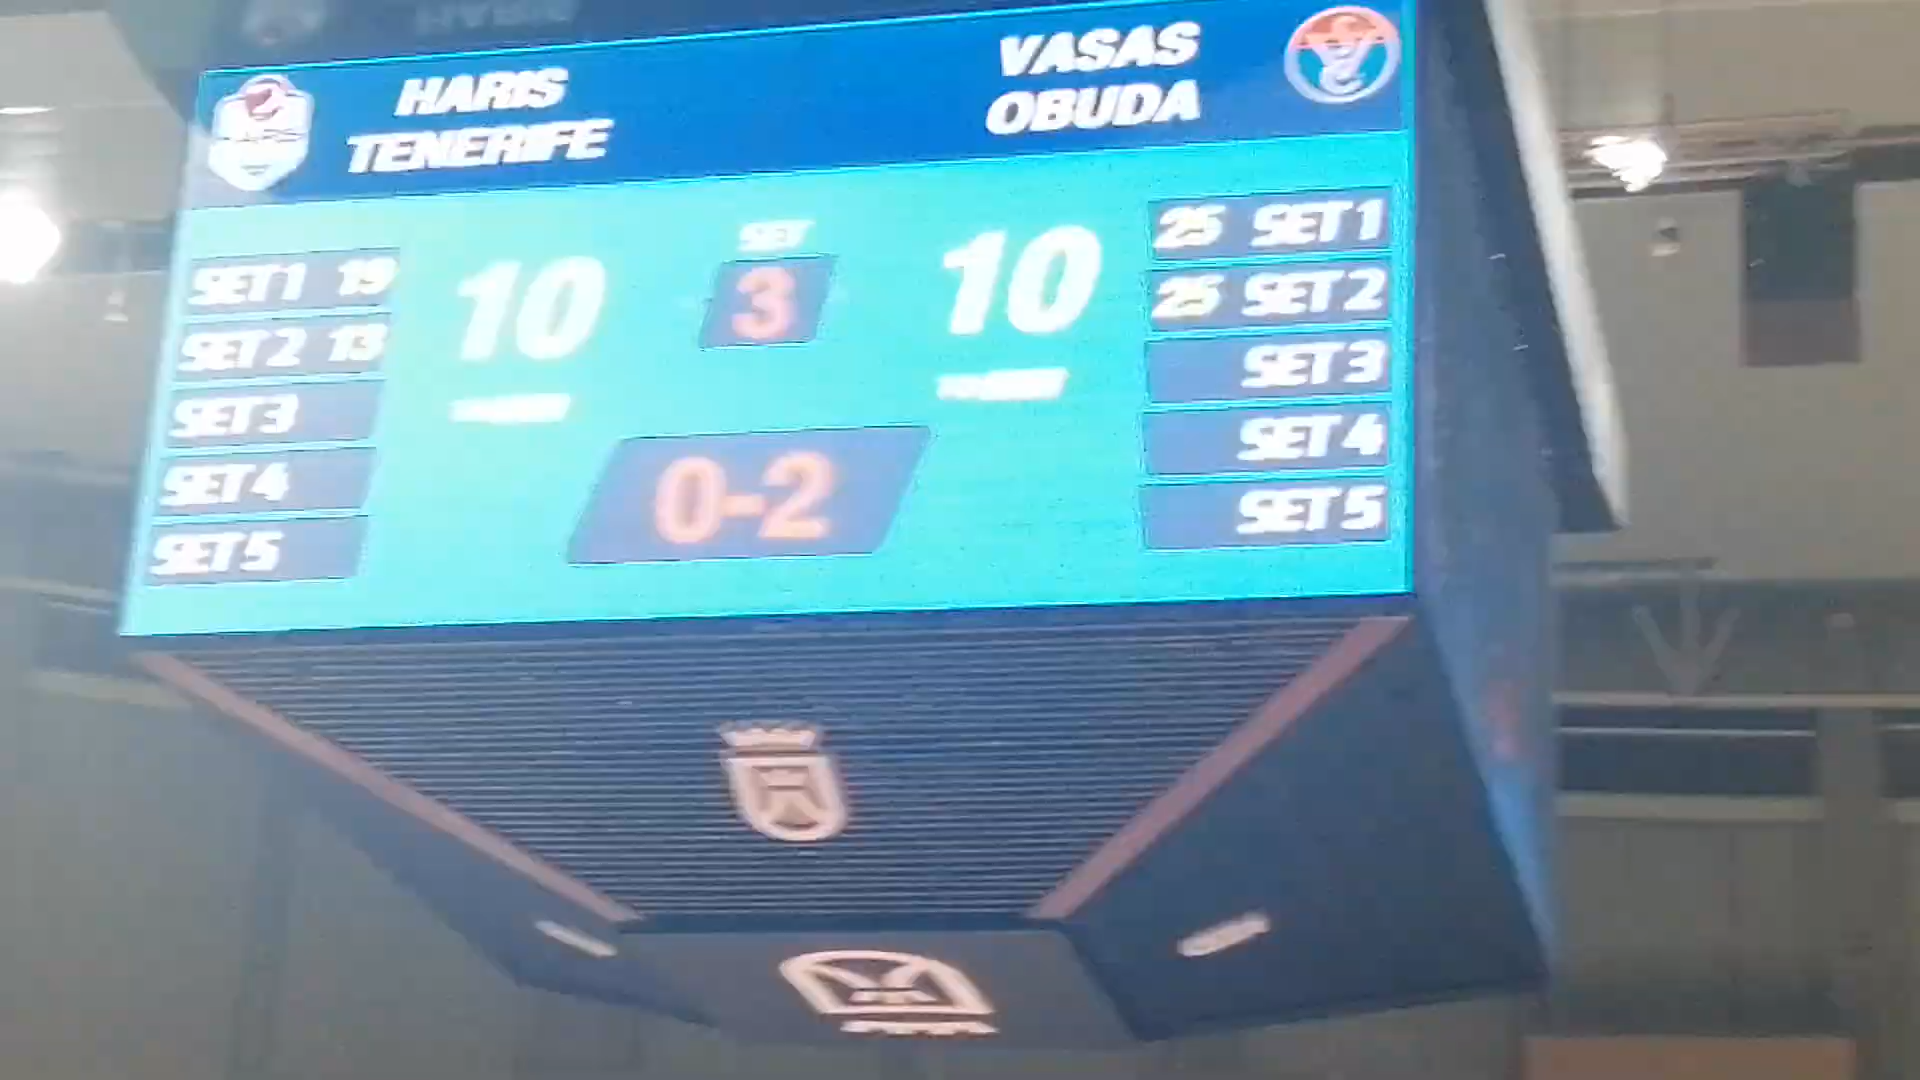 HARIS
TENERIFE
VASAS
OBUDA
SET 1 19
SET 2 13
SET 3
SET 4
SET 5
10
SET
3
10
0-2
25 SET 1
25 SET 2
SET 3
SET 4
SET 5